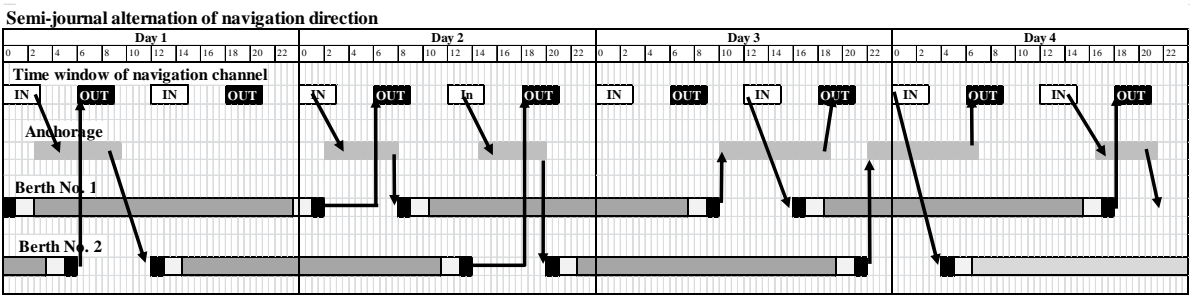 Semi-journal alternation of navigation direction
Day 1 Day 2 Day 3 Day 4
0 2 4 6 8 10 12 14 16 18 20 22 0 2 4 6 8 10 12 14 16 18 20 22 0 2 4 6 8 10 12 14 16 18 20 22 0 2 4 6 8 10 12 14 16 18 20 22
Time window of navigation channel
IN OUT IN OUT IN OUT In OUT IN OUT IN OUT IN OUT IN OUT
Anchorage
Berth No. 1
Berth No. 2